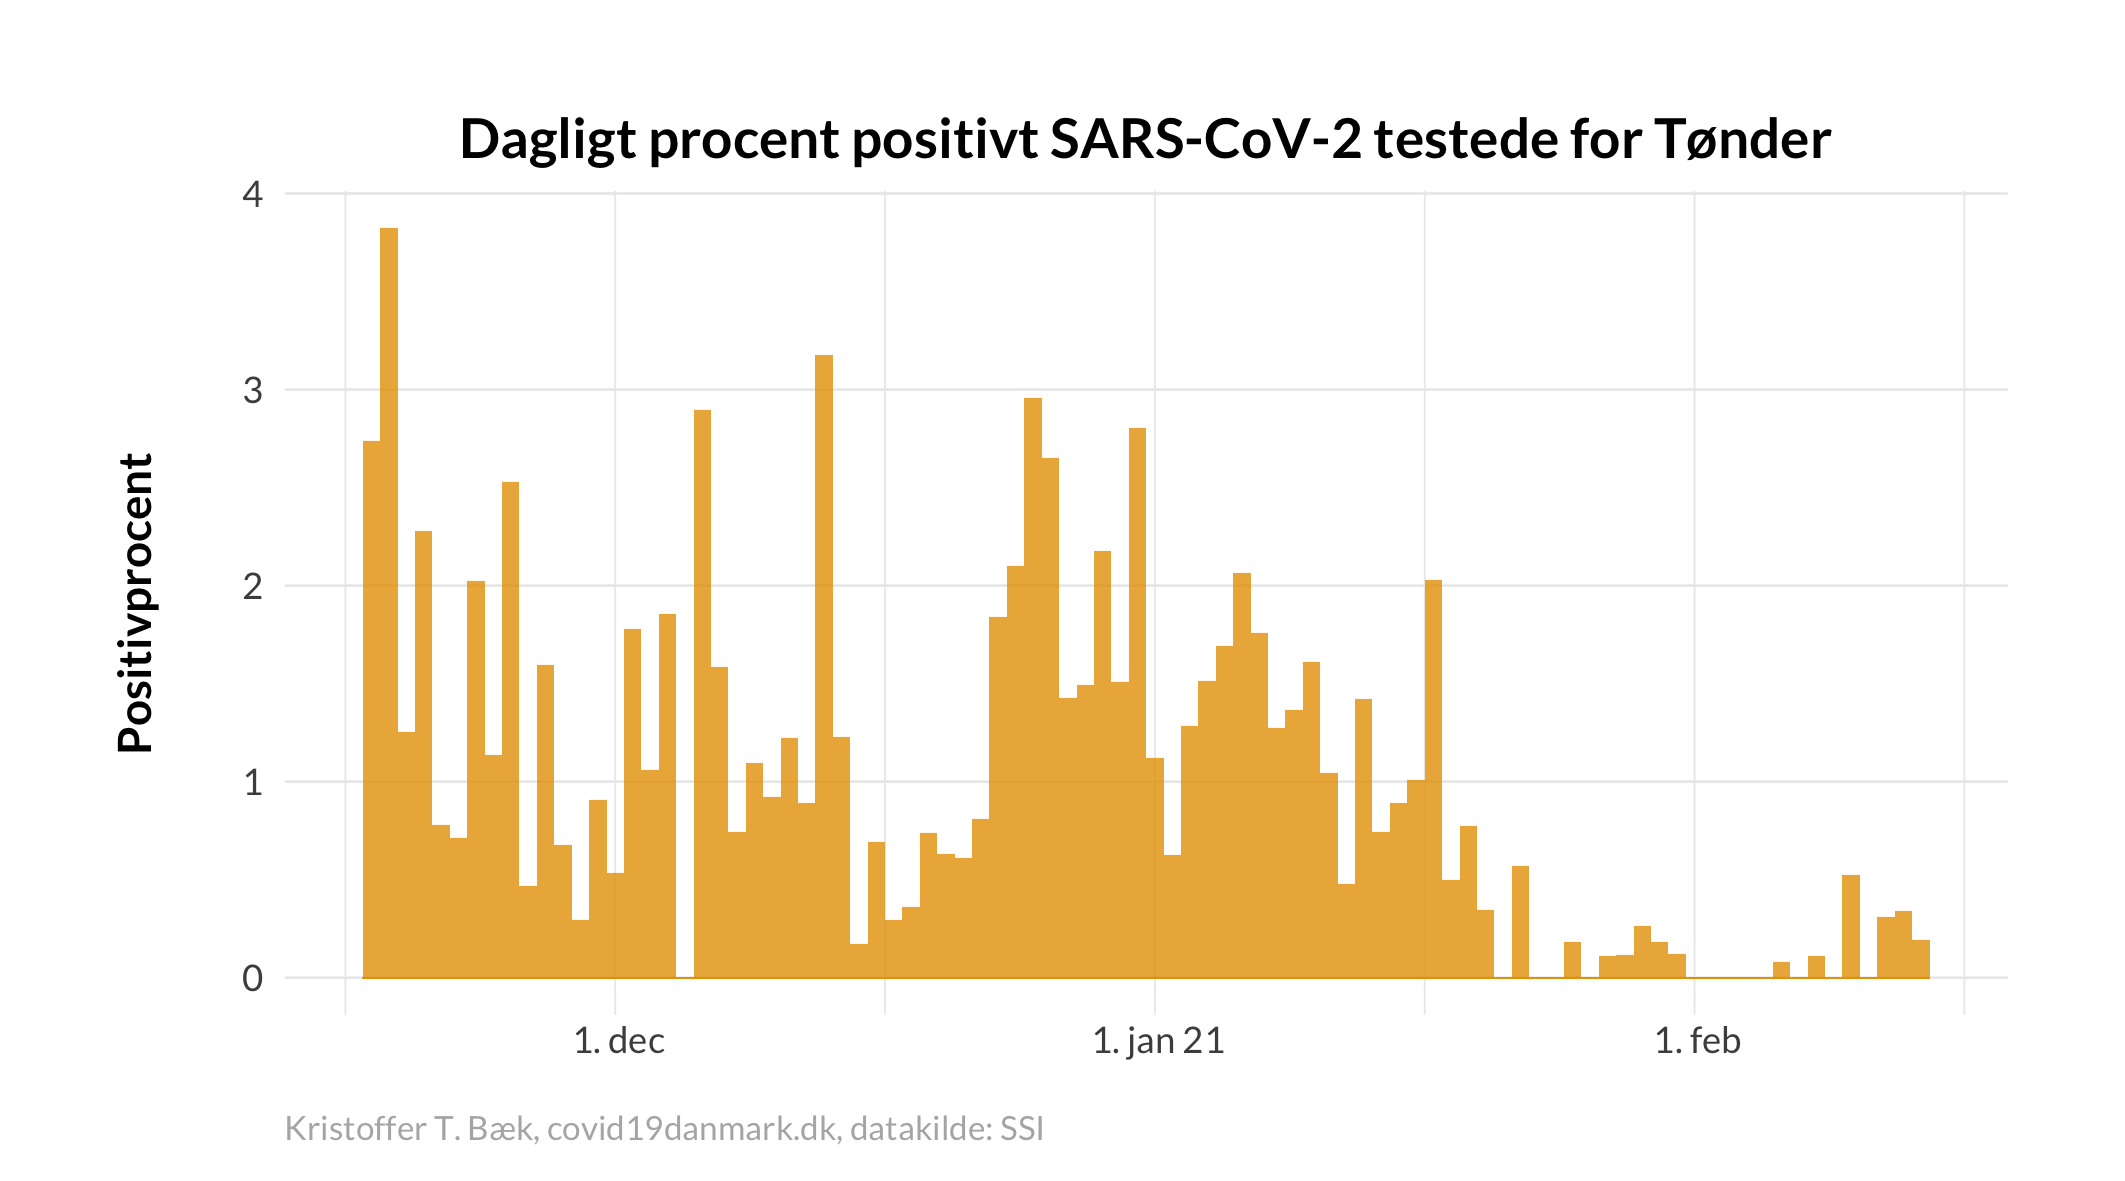 Dagligt procent positivt SARS-CoV-2 testede for Tønder
Positivprocent
4
3
2
1
0
1. dec
1. jan 21
1. feb
Kristoffer T. Bæk, covid19danmark.dk, datakilde: SSI